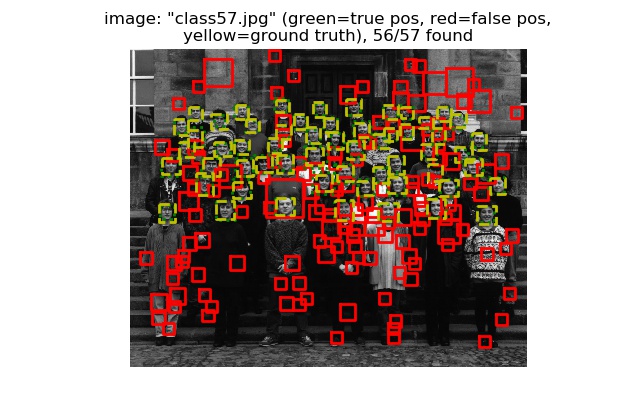 image: "class57.jpg" (green=true pos, red=false pos,
yellow=ground truth), 56/57 found